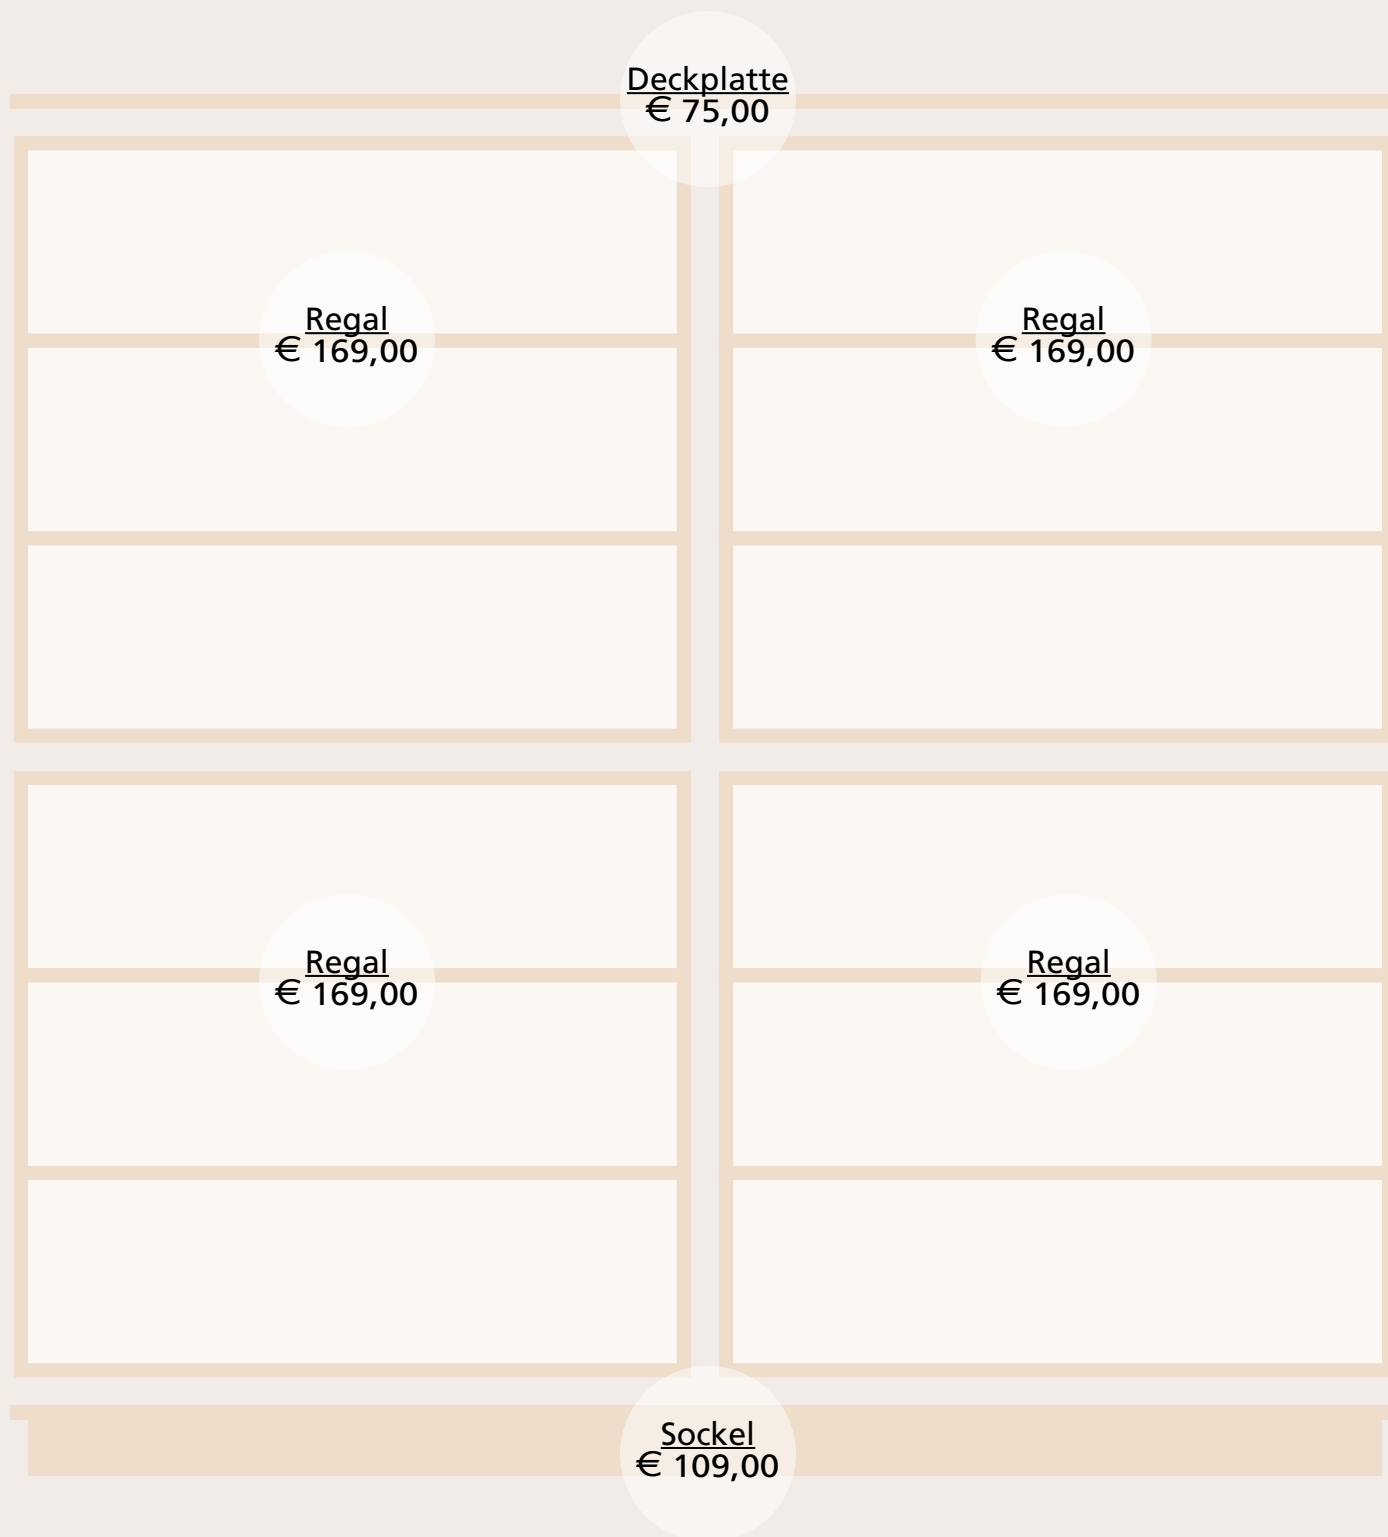 Deckplatte
€ 75,00
Regal
€ 169,00
Regal
€ 169,00
Regal
€ 169,00
Regal
€ 169,00
Sockel
€ 109,00